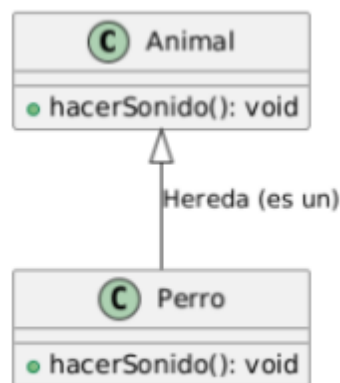 C Animal
hacerSonido(): void
Hereda (es un)
C Perro
hacerSonido(): void